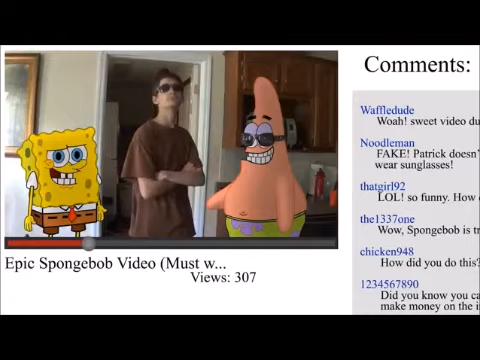 Comments:
Waffledude
Woah! sweet video du
Noodleman
FAKE! Patrick doesn'
wear sunglasses!
thatgirl92
LOL! so funny. How
the1337one
Wow, Spongebob is tr
chicken948
How did you do this?
1234567890
Did you know you ca
make money on the i
Epic Spongebob Video (Must w...
Views: 307